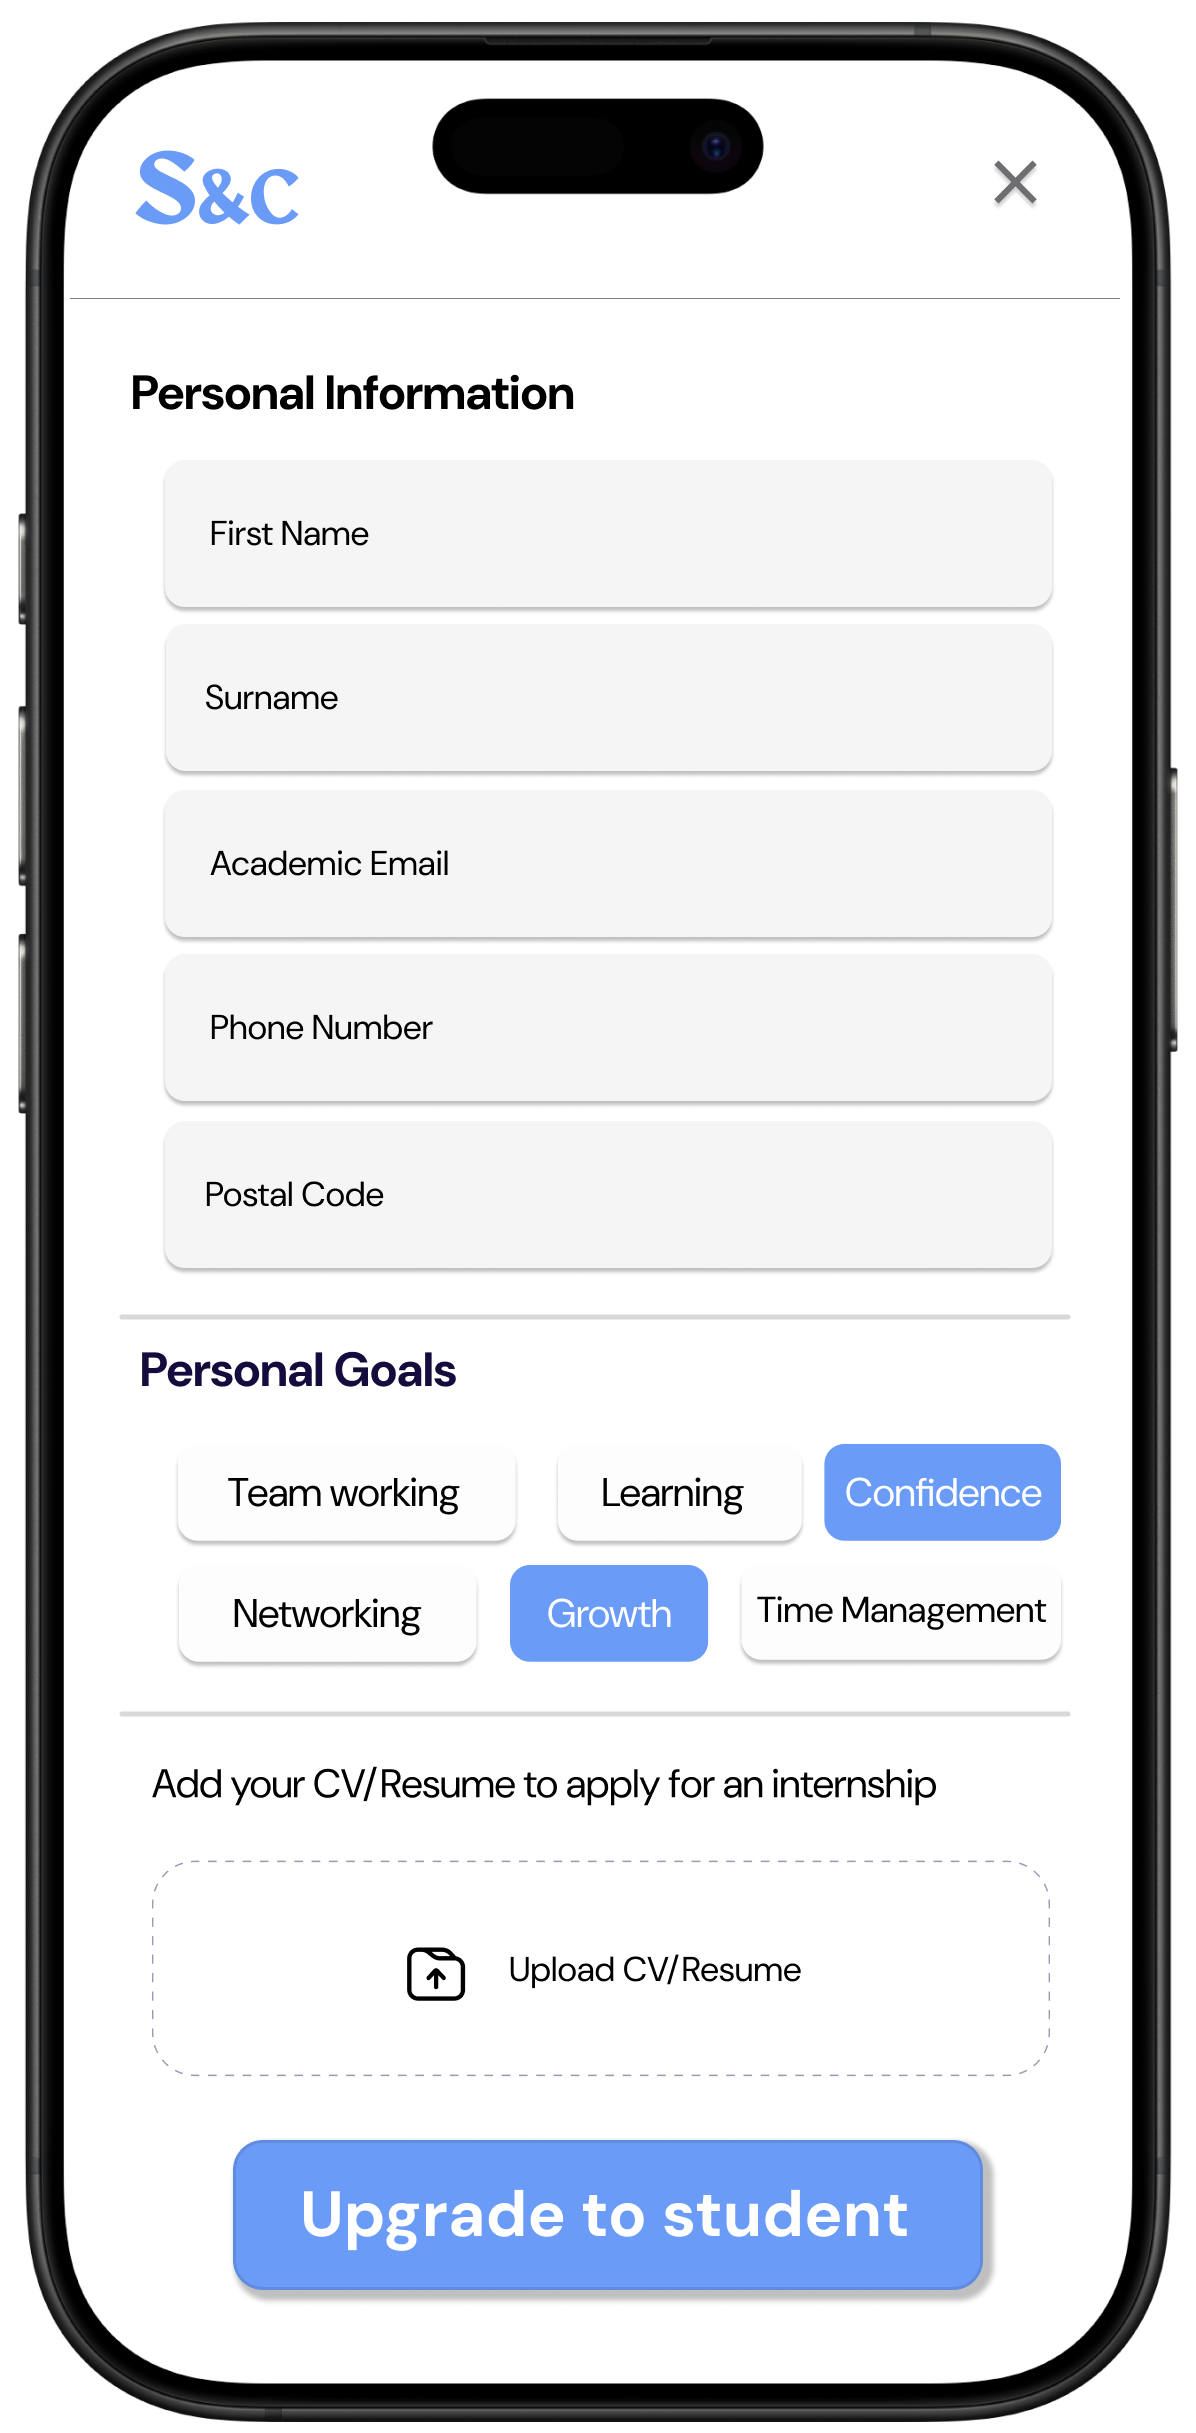 S&C
Personal Information
First Name
Surname
Academic Email
Phone Number
Postal Code
Personal Goals
Team working Learning Confidence
Networking Growth Time Management
Add your CV/Resume to apply for an internship
Upload CV/Resume
Upgrade to student